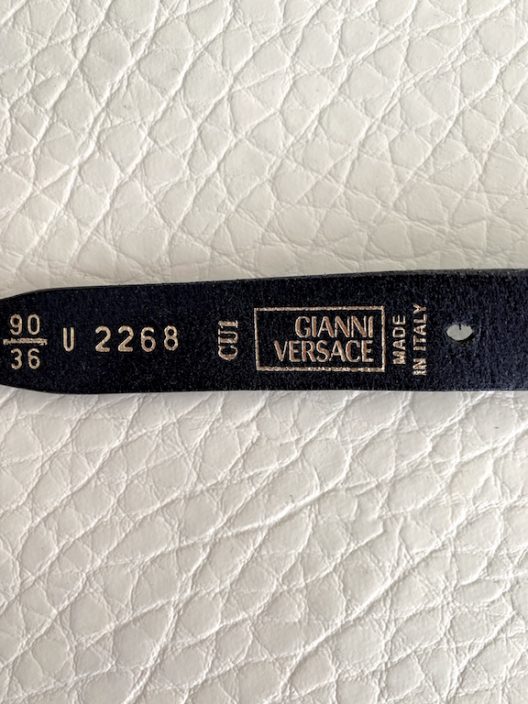 90
36
U 2268
CU1
GIANNI
VERSACE
MADE
IN ITALY